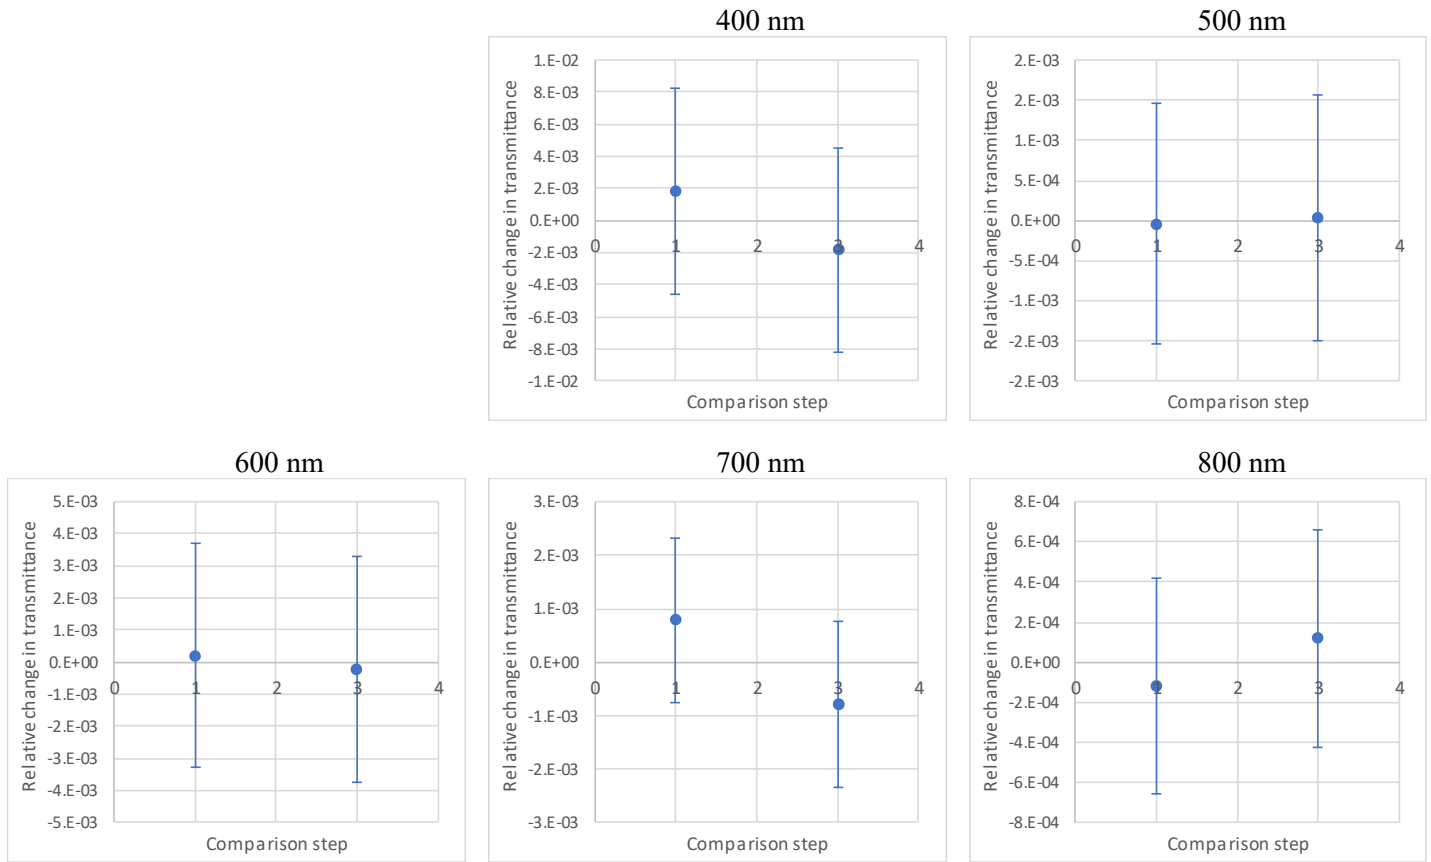 400 nm
Relative change in transmittance
1.E-02
8.E-03
6.E-03
4.E-03
2.E-03
0.E+00
-2.E-03
-4.E-03
-6.E-03
-8.E-03
-1.E-02
0 1 2 3 4
Comparison step
500 nm
Relative change in transmittance
2.E-03
2.E-03
1.E-03
5.E-04
0.E+00
-5.E-04
-1.E-03
-2.E-03
-2.E-03
0 1 2 3 4
Comparison step
600 nm
Relative change in transmittance
5.E-03
4.E-03
3.E-03
2.E-03
1.E-03
0.E+00
-1.E-03
-2.E-03
-3.E-03
-4.E-03
-5.E-03
0 1 2 3 4
Comparison step
700 nm
Relative change in transmittance
3.E-03
2.E-03
1.E-03
0.E+00
-1.E-03
-2.E-03
-3.E-03
0 1 2 3 4
Comparison step
800 nm
Relative change in transmittance
8.E-04
6.E-04
4.E-04
2.E-04
0.E+00
-2.E-04
-4.E-04
-6.E-04
-8.E-04
0 1 2 3 4
Comparison step